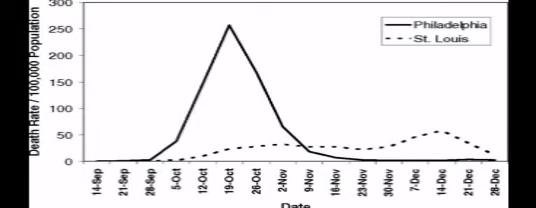 300
250
200
150
100
50
0
Death Rate / 100,000 Population
Philadelphia
St. Louis
14-Sep
21-Sep
28-Sep
5-Oct
12-Oct
19-Oct
26-Oct
2-Nov
9-Nov
16-Nov
23-Nov
30-Nov
7-Dec
14-Dec
21-Dec
28-Dec
Date